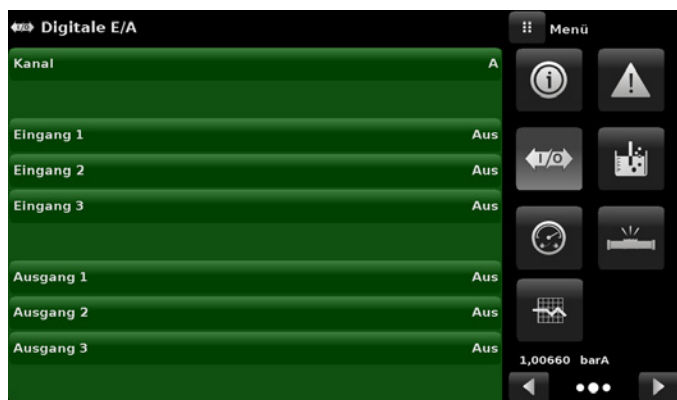 I/O Digitale E/A
Menü
Kanal A
Eingang 1 Aus
Eingang 2 Aus
Eingang 3 Aus
I/O
Ausgang 1 Aus
Ausgang 2 Aus
Ausgang 3 Aus
1,00660 barA